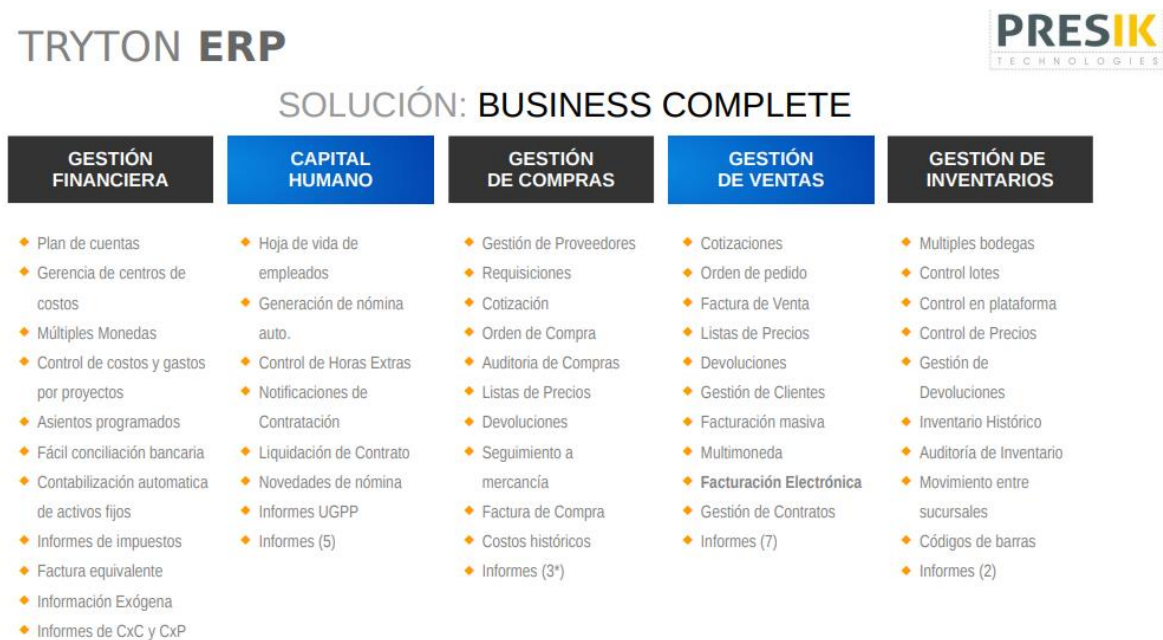 TRYTON ERP
PRESIK
TECHNOLOGIES
SOLUCIÓN: BUSINESS COMPLETE
GESTIÓN
FINANCIERA
Plan de cuentas
Gerencia de centros de
costos
Múltiples Monedas
Control de costos y gastos
por proyectos
Asientos programados
Fácil conciliación bancaria
Contabilización automatica
de activos fijos
Informes de impuestos
Factura equivalente
Información Exógena
Informes de CxC y CxP
CAPITAL
HUMANO
Hoja de vida de
empleados
Generación de nómina
auto.
Control de Horas Extras
Notificaciones de
Contratación
Liquidación de Contrato
Novedades de nómina
Informes UGPP
Informes (5)
GESTIÓN
DE COMPRAS
Gestión de Proveedores
Requisiciones
Cotización
Orden de Compra
Auditoria de Compras
Listas de Precios
Devoluciones
Seguimiento a
mercancía
Factura de Compra
Costos históricos
Informes (3*)
GESTIÓN
DE VENTAS
Cotizaciones
Orden de pedido
Factura de Venta
Listas de Precios
Devoluciones
Gestión de Clientes
Facturación masiva
Multimoneda
Facturación Electrónica
Gestión de Contratos
Informes (7)
GESTIÓN DE
INVENTARIOS
Multiples bodegas
Control lotes
Control en plataforma
Control de Precios
Gestión de
Devoluciones
Inventario Histórico
Auditoría de Inventario
Movimiento entre
sucursales
Códigos de barras
Informes (2)